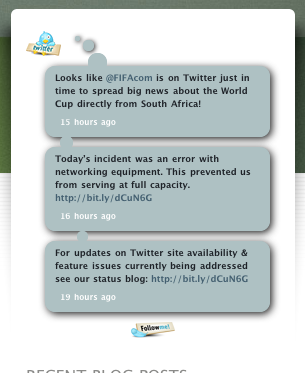 twitter
Looks like @FIFAcom is on Twitter just in
time to spread big news about the World
Cup directly from South Africa!
15 hours ago
Today's incident was an error with
networking equipment. This prevented us
from serving at full capacity.
http://bit.ly/dCuN6G
16 hours ago
For updates on Twitter site availability &
feature issues currently being addressed
see our status blog: http://bit.ly/dCuN6G
19 hours ago
Follow me!
RECENT BLOG POSTS